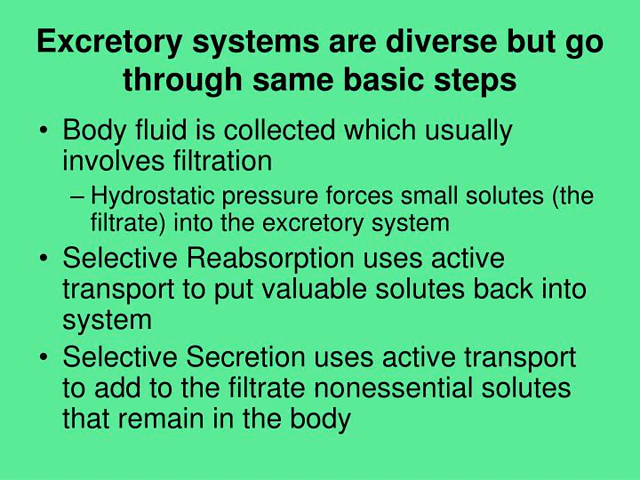 Excretory systems are diverse but go
through same basic steps
• Body fluid is collected which usually
involves filtration
– Hydrostatic pressure forces small solutes (the
filtrate) into the excretory system
• Selective Reabsorption uses active
transport to put valuable solutes back into
system
• Selective Secretion uses active transport
to add to the filtrate nonessential solutes
that remain in the body